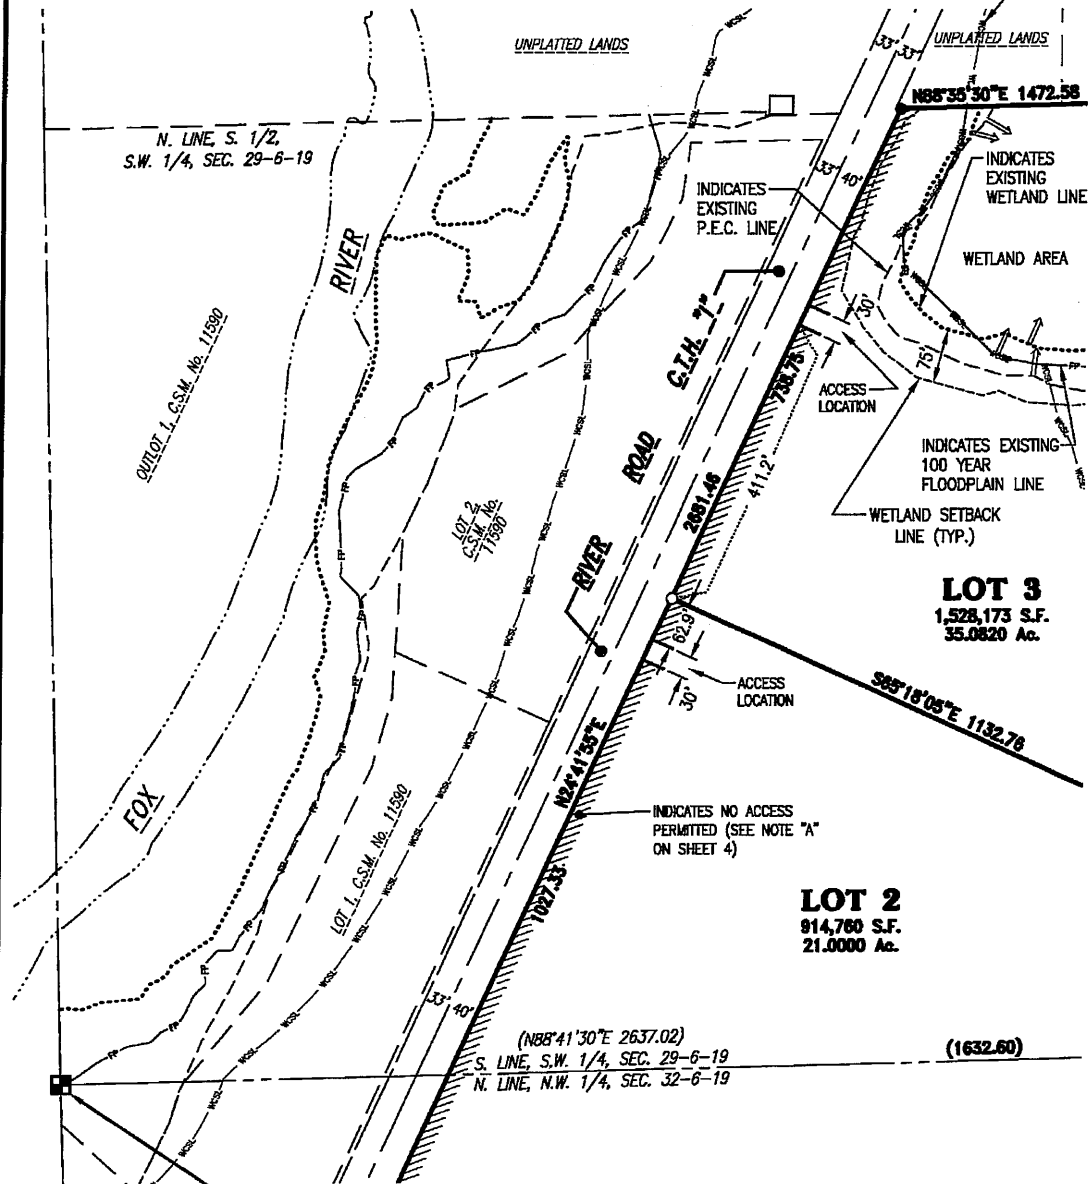 UNPLATTED LANDS
UNPLATTED LANDS
33' 33'
N88°35'30"E 1472.58
N. LINE, S. 1/2,
S.W. 1/4, SEC. 29-6-19
33' 40'
INDICATES
EXISTING
P.E.C. LINE
INDICATES
EXISTING
WETLAND LINE
WETLAND AREA
RIVER
C.T.H. "I"
30'
75'
OUTLOT 1, C.S.M. No. 11590
738.75
ACCESS
LOCATION
INDICATES EXISTING
100 YEAR
FLOODPLAIN LINE
ROAD
411.2'
2681.46
LOT 2
C.S.M. No.
11590
WETLAND SETBACK
LINE (TYP.)
RIVER
LOT 3
1,528,173 S.F.
35.0820 Ac.
62.9'
30'
ACCESS
LOCATION
S65°18'05"E 1132.76
N24°41'55"E
FOX
LOT 1, C.S.M. No. 11590
INDICATES NO ACCESS
PERMITTED (SEE NOTE "A"
ON SHEET 4)
1027.33
LOT 2
914,760 S.F.
21.0000 Ac.
33' 40'
(N88°41'30"E 2637.02)
S. LINE, S.W. 1/4, SEC. 29-6-19
N. LINE, N.W. 1/4, SEC. 32-6-19
(1632.60)
WCSL
FP